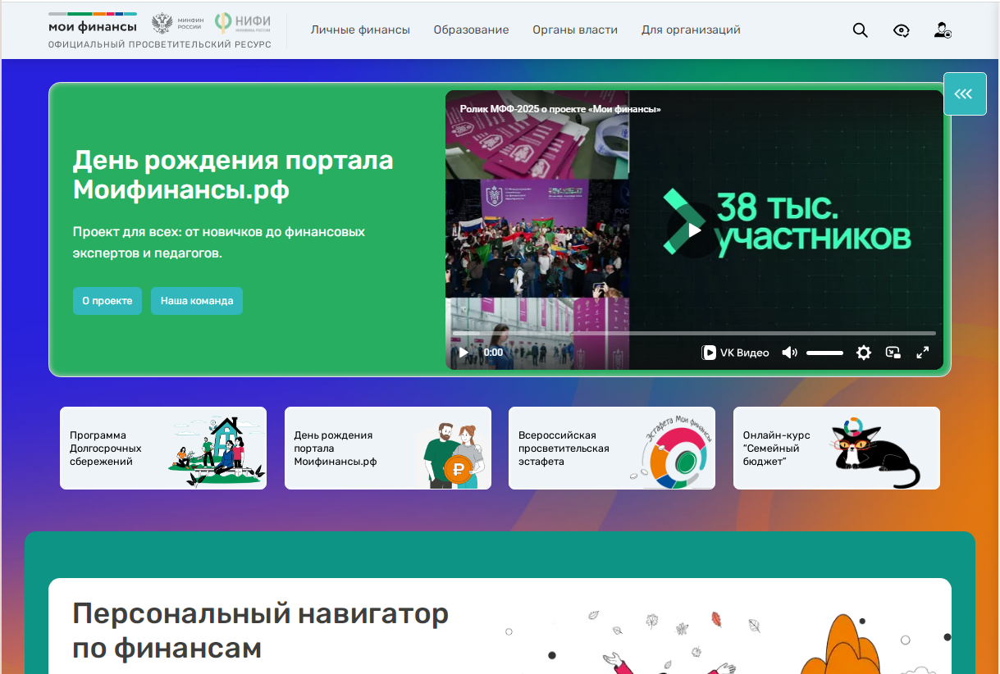 мои финансы
МИНФИН
РОССИИ
НИФИ
МИНФИНА РОССИИ
ОФИЦИАЛЬНЫЙ ПРОСВЕТИТЕЛЬСКИЙ РЕСУРС
Личные финансы
Образование
Органы власти
Для организаций
День рождения портала
Моифинансы.рф
Проект для всех: от новичков до финансовых
экспертов и педагогов.
О проекте
Наша команда
Ролик МФФ-2025 о проекте «Мои финансы»
38 тыс.
участников
0:00
VK Видео
Программа
Долгосрочных
сбережений
День рождения
портала
Моифинансы.рф
₽
Всероссийская
просветительская
эстафета
Эстафета Мои финансы
Онлайн-курс
“Семейный
бюджет”
Персональный навигатор
по финансам